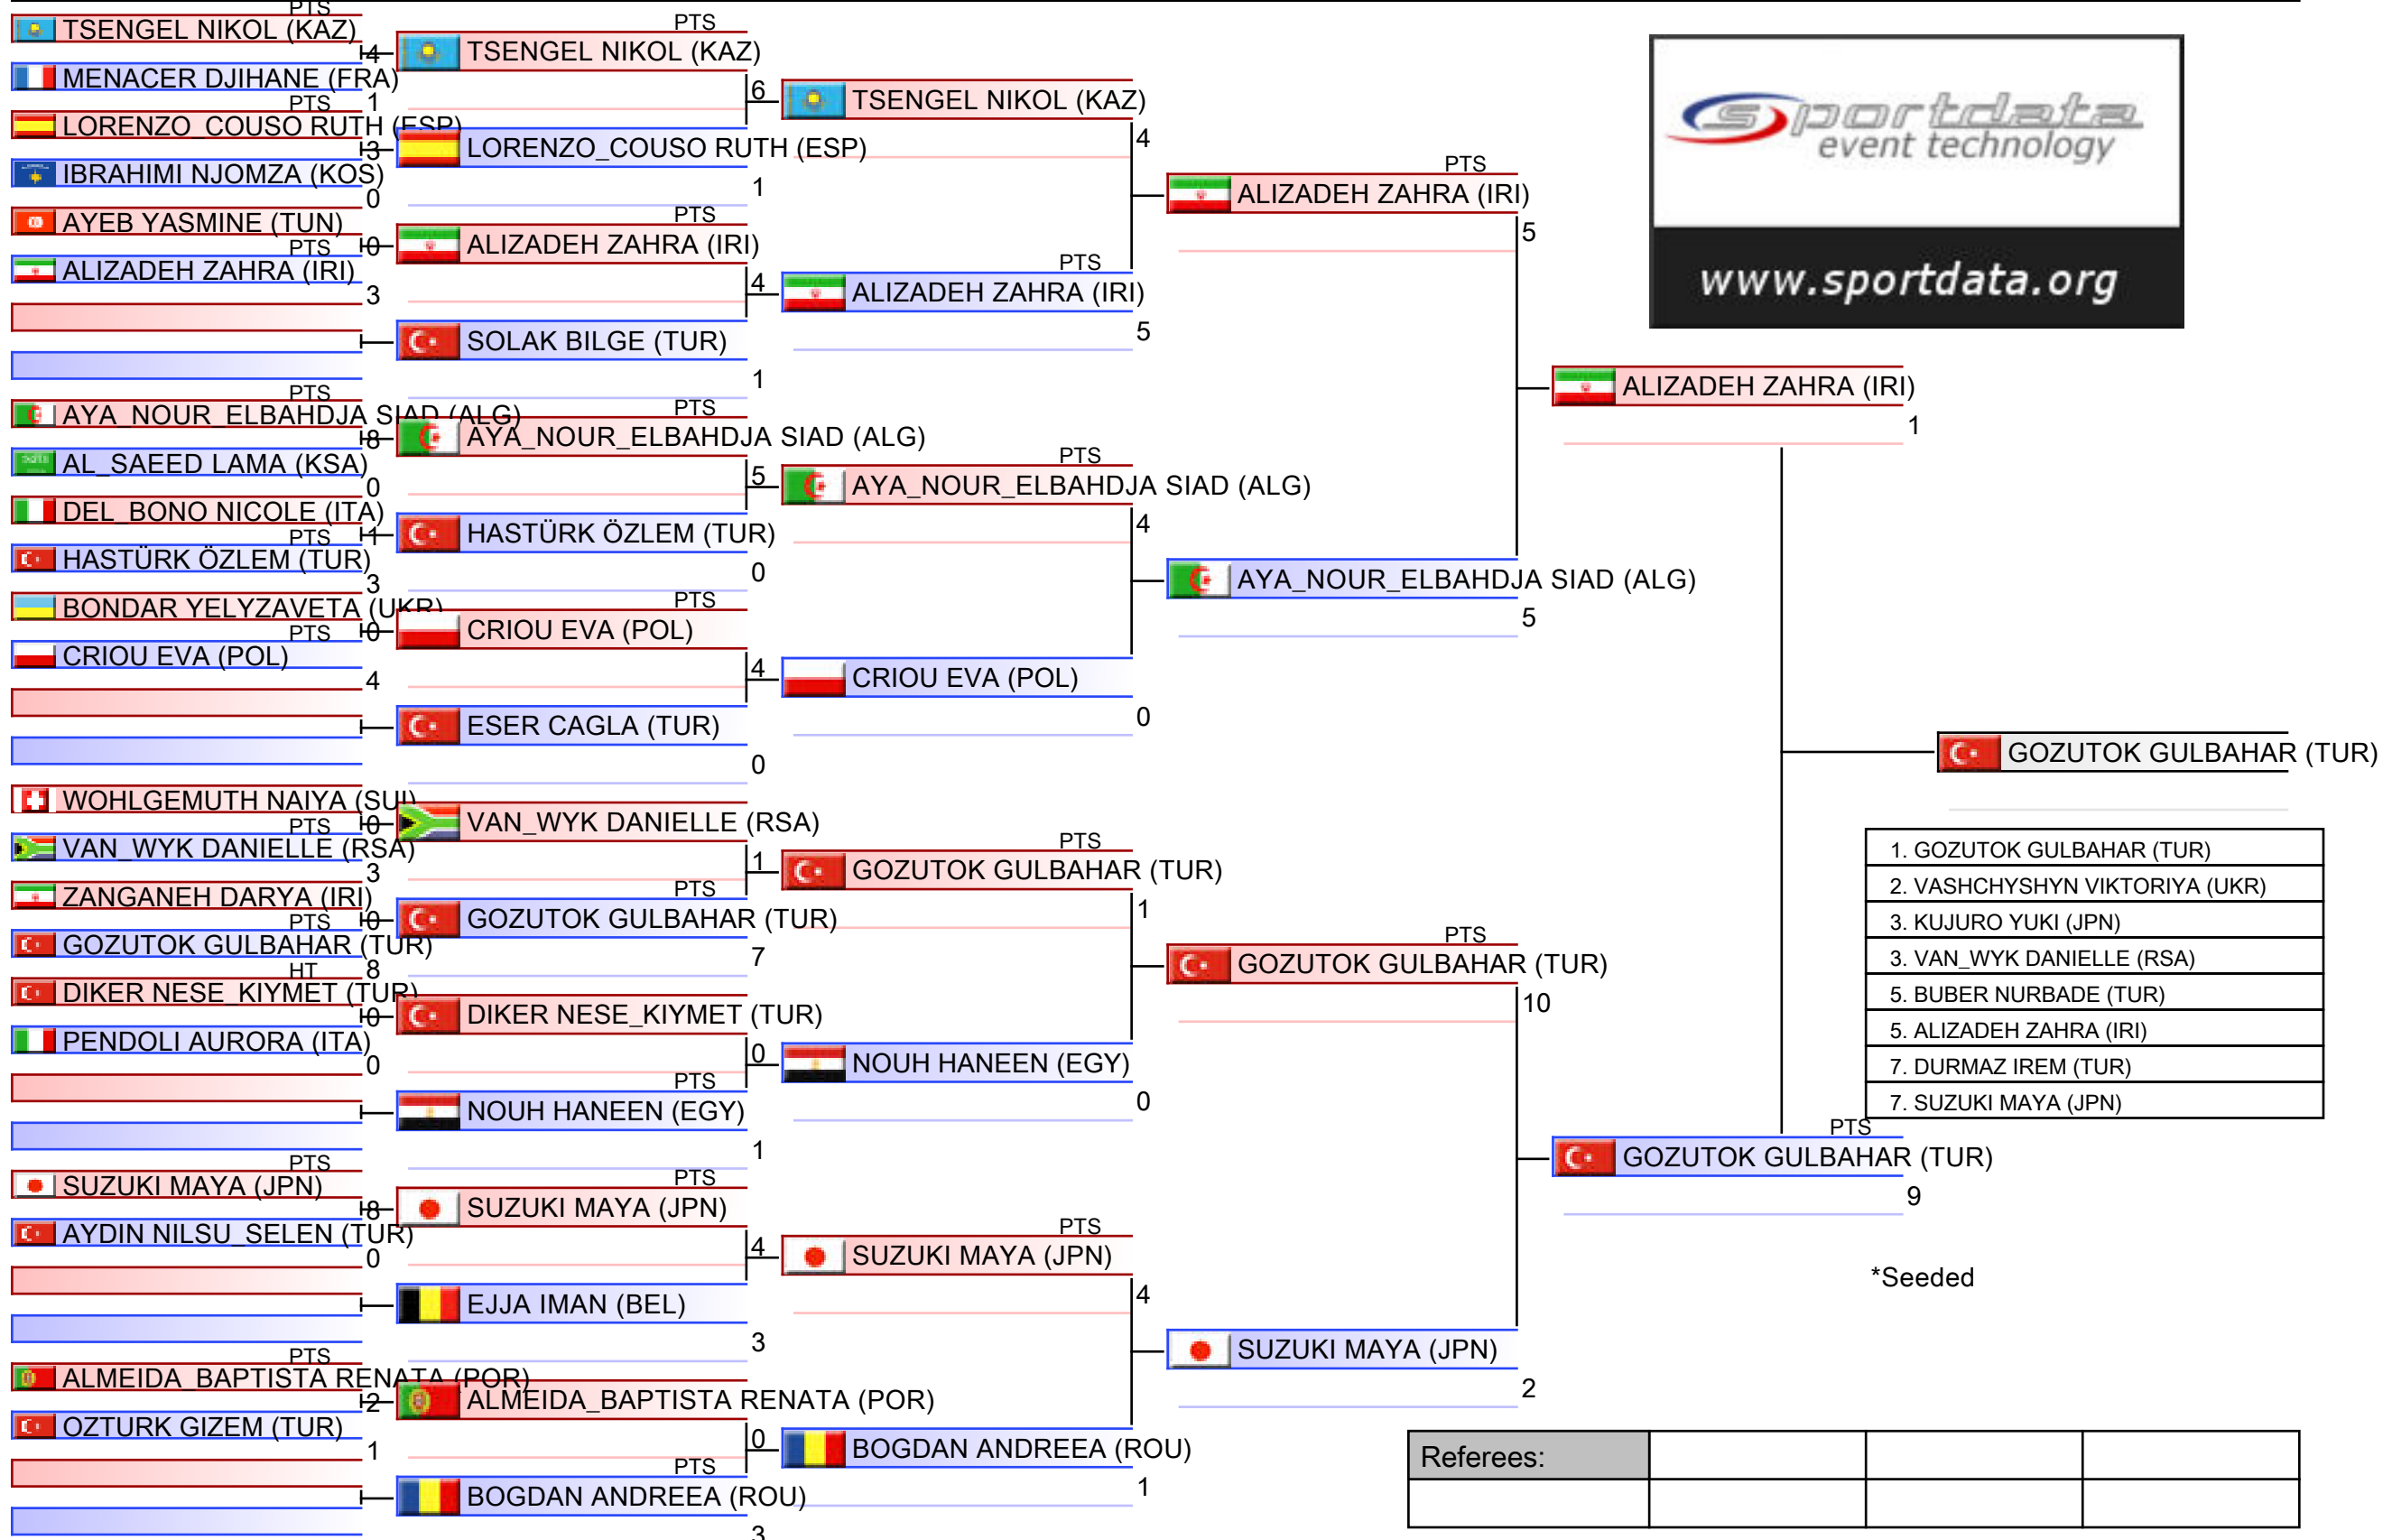 PTS
TSENGEL NIKOL (KAZ)
4
MENACER DJIHANE (FRA)
1
PTS
LORENZO_COUSO RUTH (ESP)
3
IBRAHIMI NJOMZA (KOS)
0
AYEB YASMINE (TUN)
0
PTS
ALIZADEH ZAHRA (IRI)
3
PTS
AYA_NOUR_ELBAHDJA SIAD (ALG)
8
AL_SAEED LAMA (KSA)
0
DEL_BONO NICOLE (ITA)
1
PTS
HASTÜRK ÖZLEM (TUR)
3
BONDAR YELYZAVETA (UKR)
0
PTS
CRIOU EVA (POL)
4
WOHLGEMUTH NAIYA (SUI)
0
PTS
VAN_WYK DANIELLE (RSA)
3
ZANGANEH DARYA (IRI)
0
PTS
GOZUTOK GULBAHAR (TUR)
8
HT
DIKER NESE_KIYMET (TUR)
0
PENDOLI AURORA (ITA)
0
PTS
SUZUKI MAYA (JPN)
8
AYDIN NILSU_SELEN (TUR)
0
PTS
ALMEIDA_BAPTISTA RENATA (POR)
2
OZTURK GIZEM (TUR)
1
PTS
TSENGEL NIKOL (KAZ)
6
LORENZO_COUSO RUTH (ESP)
1
PTS
ALIZADEH ZAHRA (IRI)
4
SOLAK BILGE (TUR)
1
PTS
AYA_NOUR_ELBAHDJA SIAD (ALG)
5
HASTÜRK ÖZLEM (TUR)
0
PTS
CRIOU EVA (POL)
4
ESER CAGLA (TUR)
0
VAN_WYK DANIELLE (RSA)
1
PTS
GOZUTOK GULBAHAR (TUR)
7
DIKER NESE_KIYMET (TUR)
0
PTS
NOUH HANEEN (EGY)
1
PTS
SUZUKI MAYA (JPN)
4
EJJA IMAN (BEL)
3
ALMEIDA_BAPTISTA RENATA (POR)
0
PTS
BOGDAN ANDREEA (ROU)
3
TSENGEL NIKOL (KAZ)
4
PTS
ALIZADEH ZAHRA (IRI)
5
PTS
AYA_NOUR_ELBAHDJA SIAD (ALG)
4
CRIOU EVA (POL)
0
PTS
GOZUTOK GULBAHAR (TUR)
1
NOUH HANEEN (EGY)
0
PTS
SUZUKI MAYA (JPN)
4
BOGDAN ANDREEA (ROU)
1
PTS
ALIZADEH ZAHRA (IRI)
5
AYA_NOUR_ELBAHDJA SIAD (ALG)
5
PTS
GOZUTOK GULBAHAR (TUR)
10
SUZUKI MAYA (JPN)
2
ALIZADEH ZAHRA (IRI)
1
PTS
GOZUTOK GULBAHAR (TUR)
9
GOZUTOK GULBAHAR (TUR)
sportdata
event technology
www.sportdata.org
1. GOZUTOK GULBAHAR (TUR)
2. VASHCHYSHYN VIKTORIYA (UKR)
3. KUJURO YUKI (JPN)
3. VAN_WYK DANIELLE (RSA)
5. BUBER NURBADE (TUR)
5. ALIZADEH ZAHRA (IRI)
7. DURMAZ IREM (TUR)
7. SUZUKI MAYA (JPN)
*Seeded
Referees: